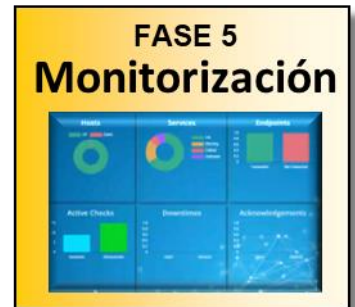 FASE 5
Monitorización
Hosts
Services
Endpoints
Active Checks
Downtimes
Acknowledgements